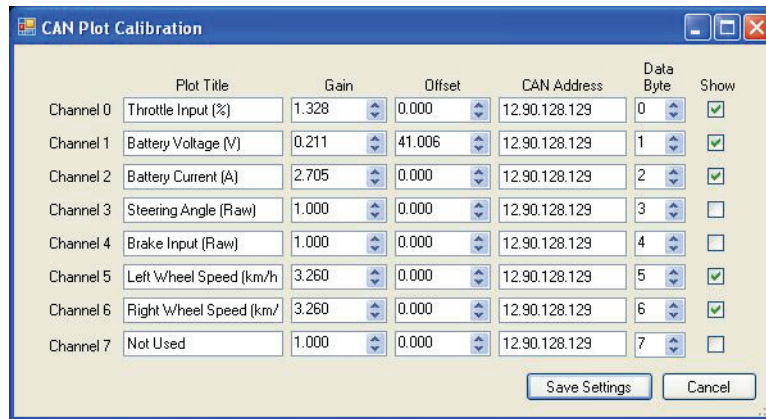 CAN Plot Calibration
Plot Title Gain Offset CAN Address Data Byte Show
Channel 0 Throttle Input (%) 1.328 0.000 12.90.128.129 0
Channel 1 Battery Voltage (V) 0.211 41.006 12.90.128.129 1
Channel 2 Battery Current (A) 2.705 0.000 12.90.128.129 2
Channel 3 Steering Angle (Raw) 1.000 0.000 12.90.128.129 3
Channel 4 Brake Input (Raw) 1.000 0.000 12.90.128.129 4
Channel 5 Left Wheel Speed (km/h 3.260 0.000 12.90.128.129 5
Channel 6 Right Wheel Speed (km/ 3.260 0.000 12.90.128.129 6
Channel 7 Not Used 1.000 0.000 12.90.128.129 7
Save Settings Cancel